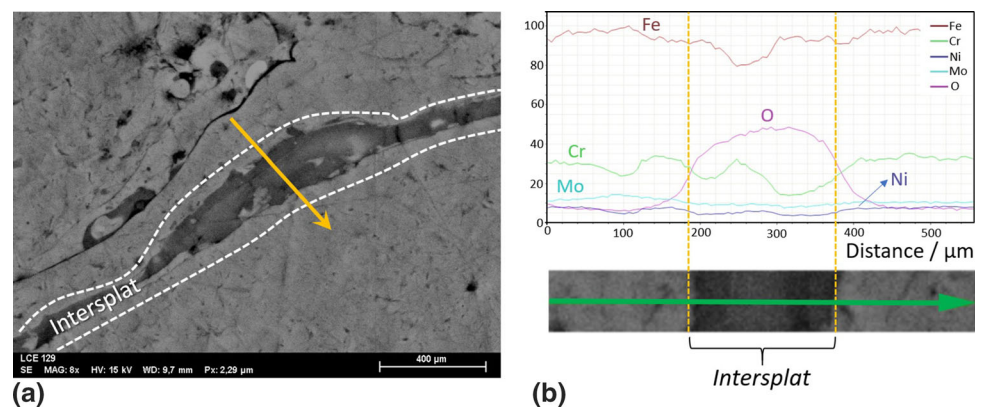 Intersplat
LCE 129
SE MAG: 8x HV: 15 kV WD: 9,7 mm Px: 2,29 µm
400 µm
(a)
(b)
100
80
60
40
20
0
0 100 200 300 400 500
Distance / µm
Fe
O
Cr
Mo
Ni
Fe
Cr
Ni
Mo
O
Intersplat